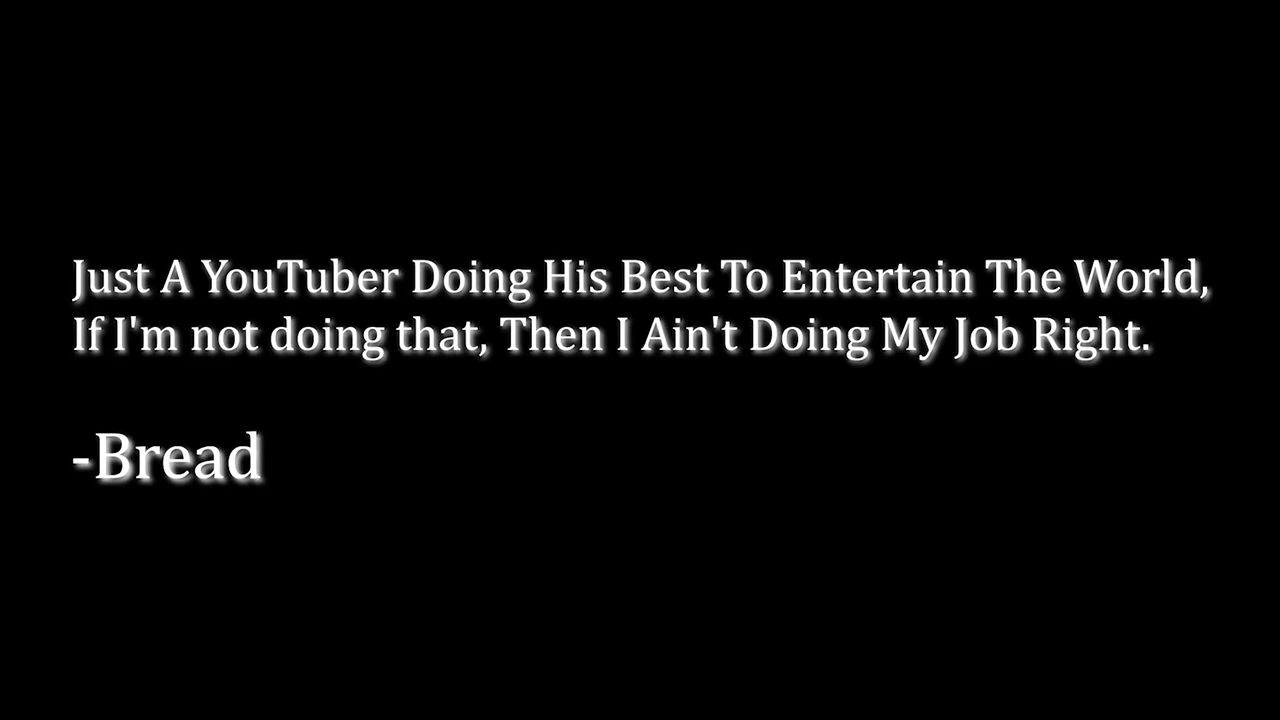 Just A YouTuber Doing His Best To Entertain The World,
If I'm not doing that, Then I Ain't Doing My Job Right.
-Bread